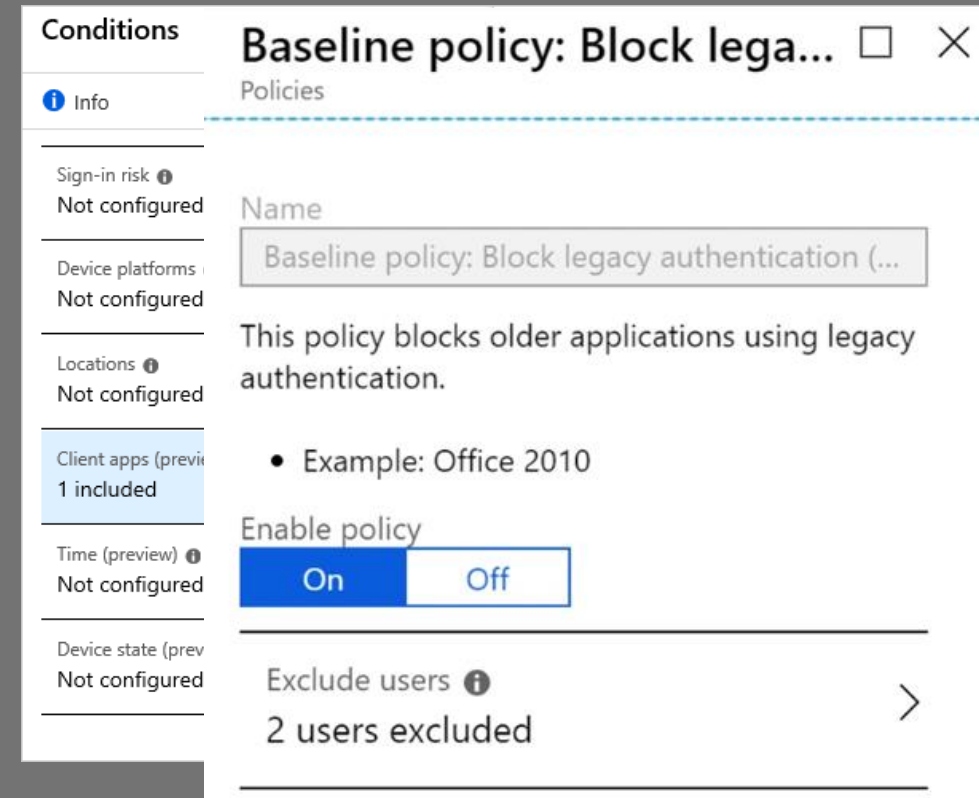 Conditions
Info
Sign-in risk
Not configured
Device platforms
Not configured
Locations
Not configured
Client apps (previe
1 included
Time (preview)
Not configured
Device state (prev
Not configured
Baseline policy: Block lega...
Policies
Name
Baseline policy: Block legacy authentication (...
This policy blocks older applications using legacy
authentication.
• Example: Office 2010
Enable policy
On Off
Exclude users
2 users excluded